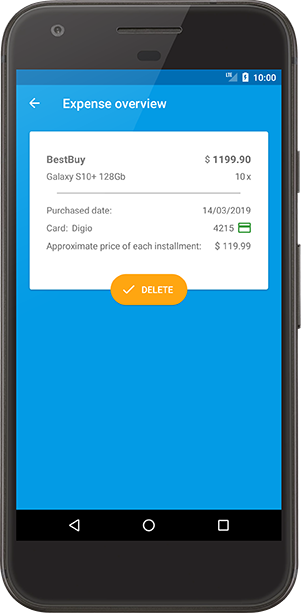 LTE 10:00
Expense overview
BestBuy $ 1199.90
Galaxy S10+ 128Gb 10x
Purchased date: 14/03/2019
Card: Digio 4215
Approximate price of each installment: $ 119.99
DELETE